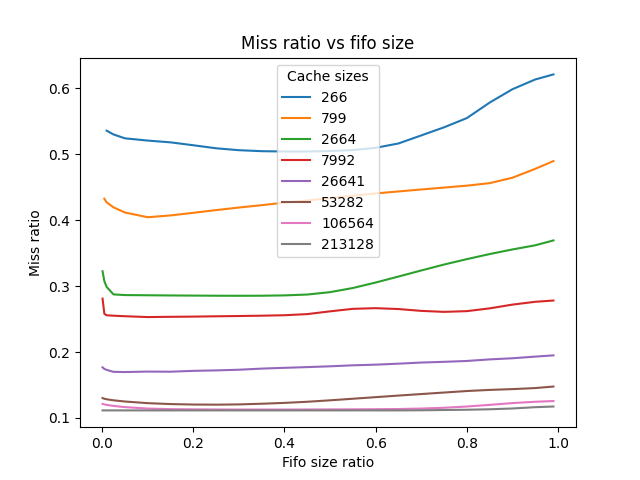 Miss ratio vs fifo size
Cache sizes
266
799
2664
7992
26641
53282
106564
213128
0.6
0.5
0.4
0.3
0.2
0.1
Miss ratio
0.0 0.2 0.4 0.6 0.8 1.0
Fifo size ratio